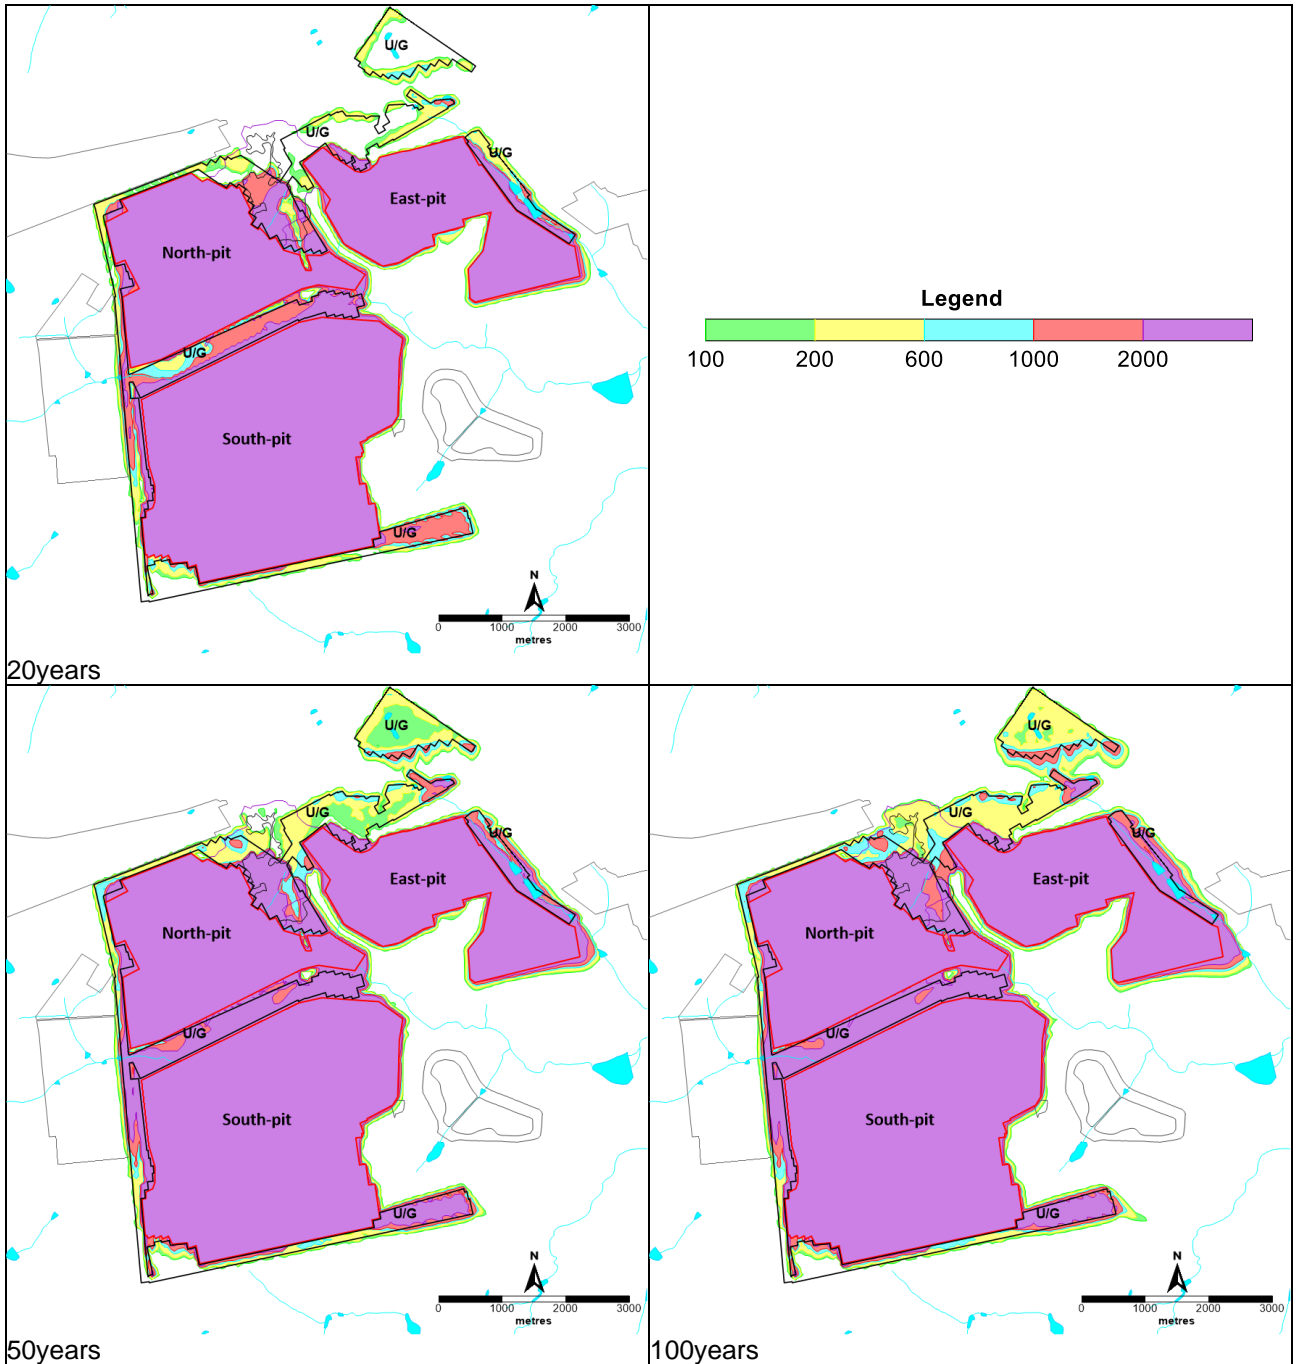 U/G
U/G
U/G
East-pit
North-pit
U/G
South-pit
U/G
N
0 1000 2000 3000
metres
20years
Legend
100 200 600 1000 2000
U/G
U/G
U/G
East-pit
North-pit
U/G
South-pit
U/G
N
0 1000 2000 3000
metres
50years
U/G
U/G
U/G
East-pit
North-pit
U/G
South-pit
U/G
N
0 1000 2000 3000
metres
100years